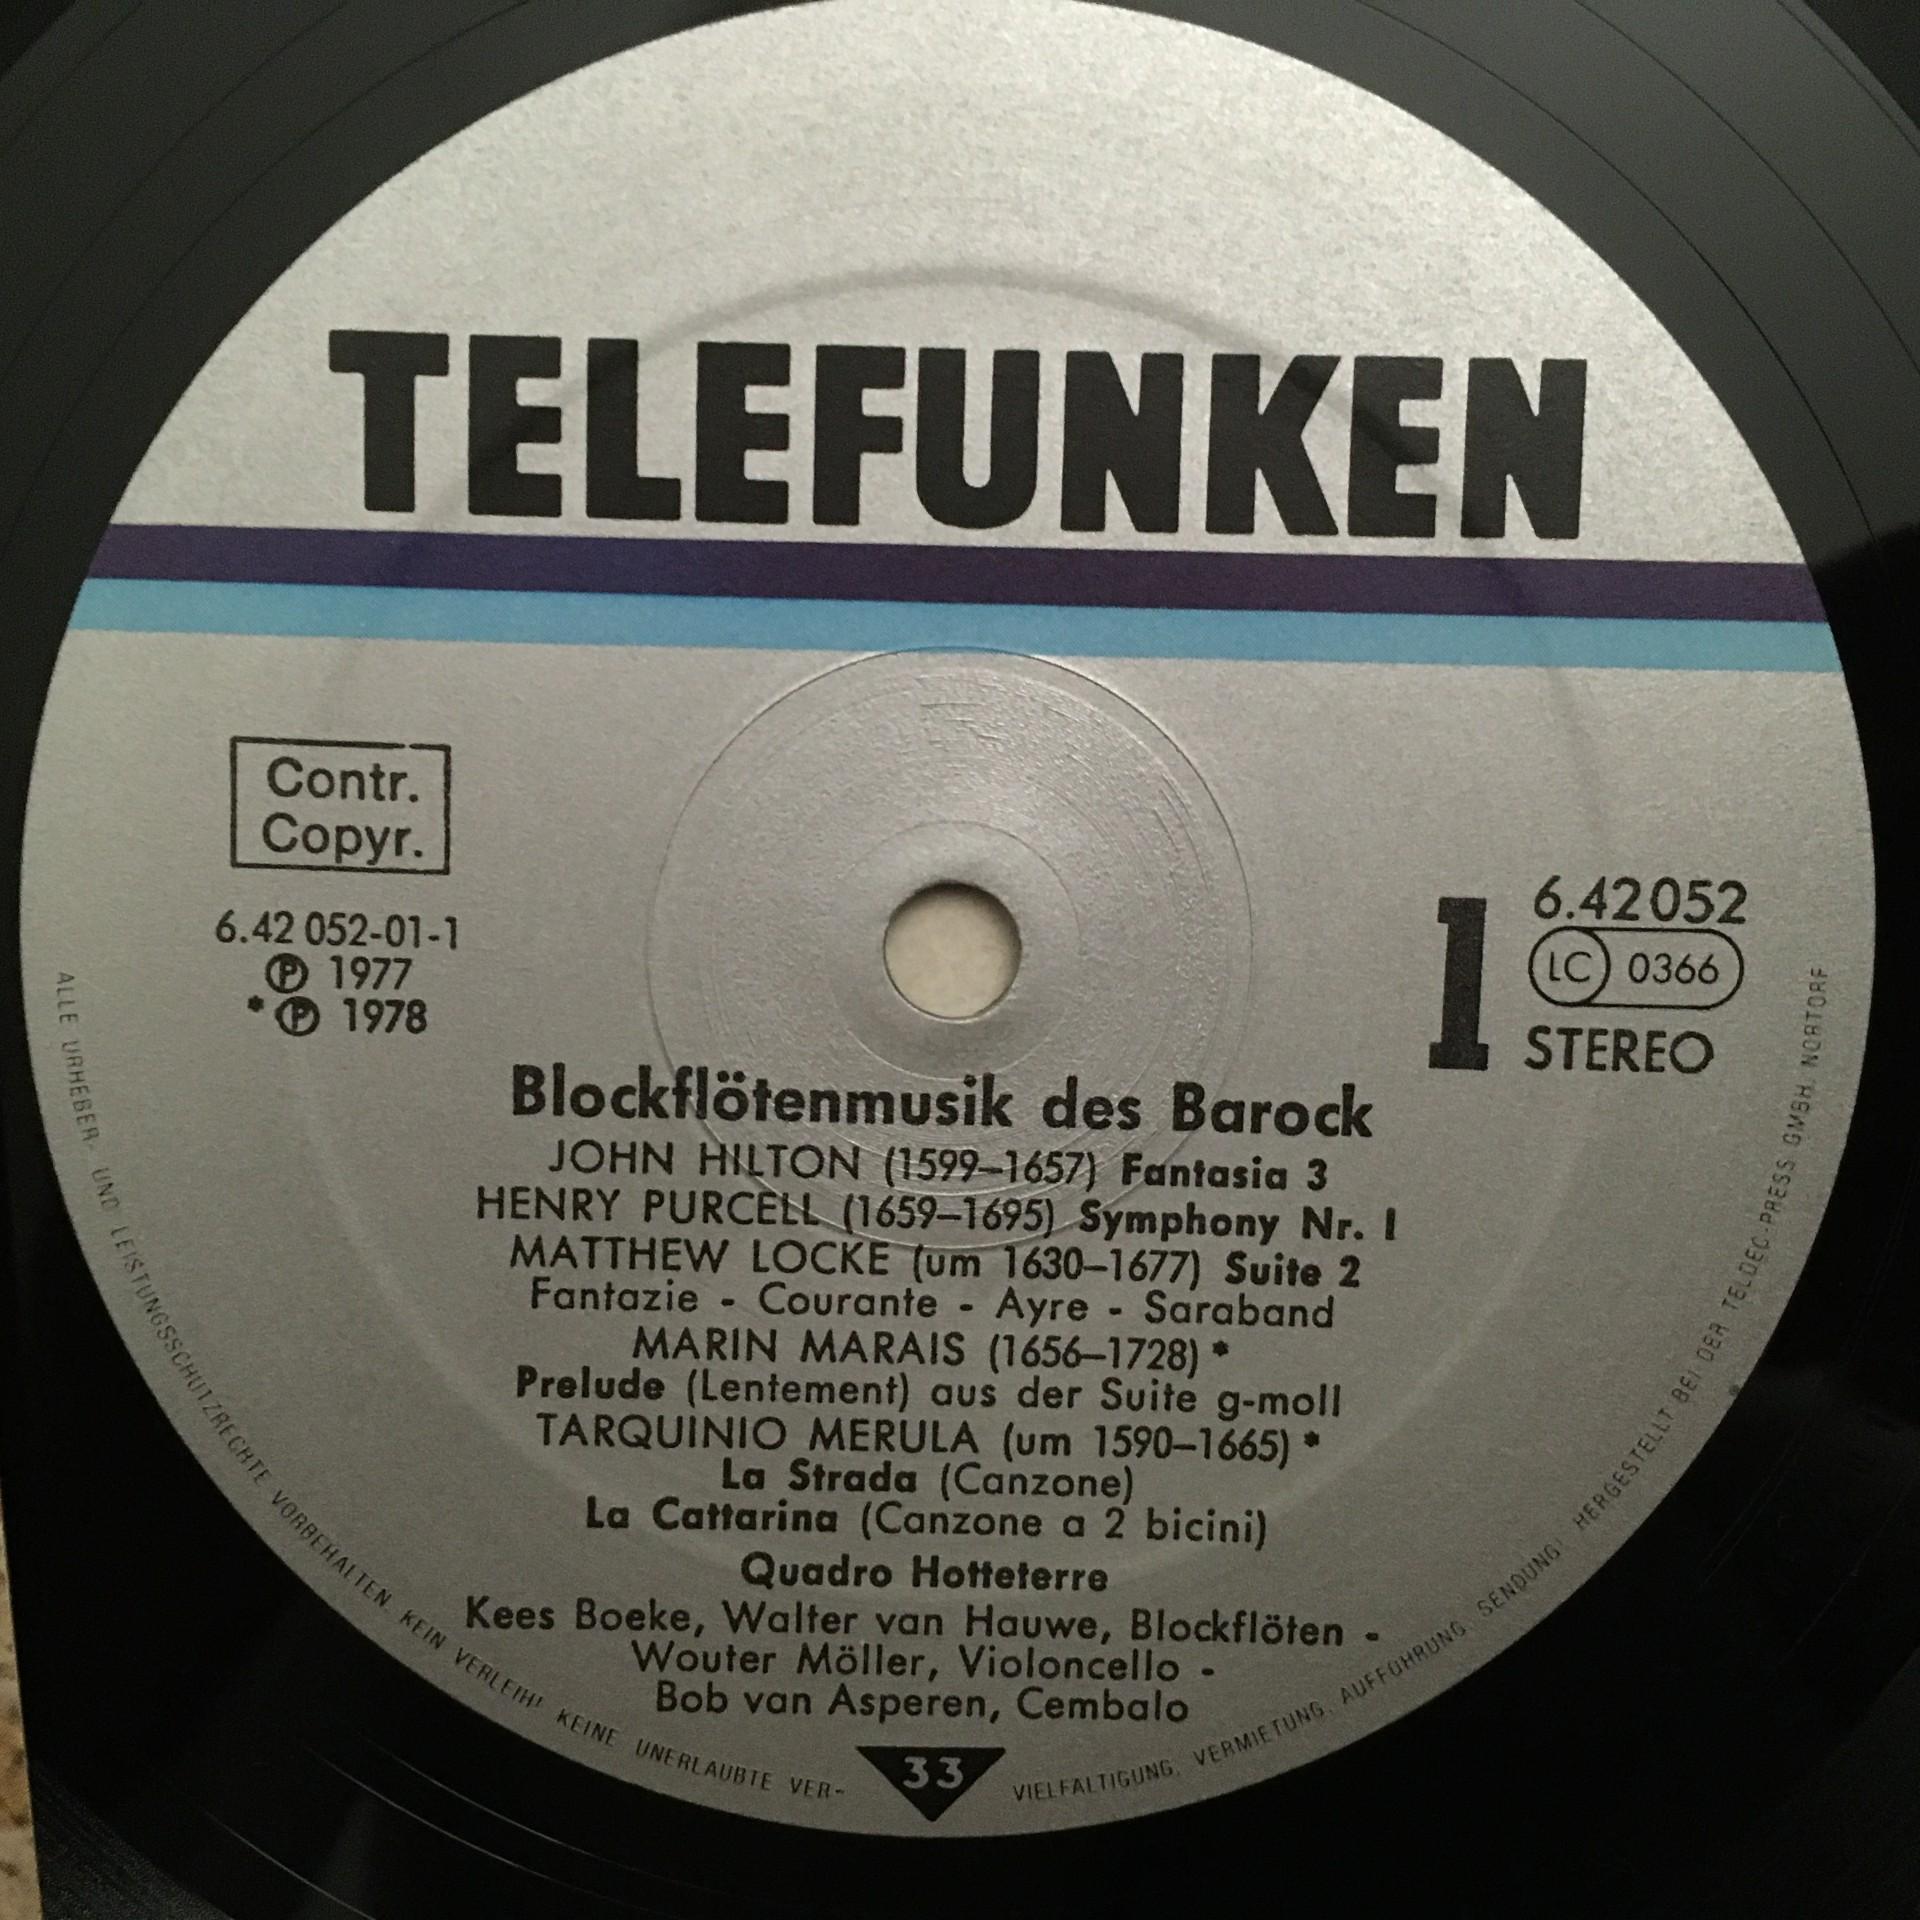 TELEFUNKEN
Contr.
Copyr.
6.42 052-01-1
Ⓟ 1977
* Ⓟ 1978
1
6.42 052
LC 0366
STEREO
Blockflötenmusik des Barock
JOHN HILTON (1599–1657) Fantasia 3
HENRY PURCELL (1659–1695) Symphony Nr. I
MATTHEW LOCKE (um 1630–1677) Suite 2
Fantazie - Courante - Ayre - Saraband
MARIN MARAIS (1656–1728) *
Prelude (Lentement) aus der Suite g-moll
TARQUINIO MERULA (um 1590–1665) *
La Strada (Canzone)
La Cattarina (Canzone a 2 bicini)
Quadro Hotteterre
Kees Boeke, Walter van Hauwe, Blockflöten -
Wouter Möller, Violoncello -
Bob van Asperen, Cembalo
33
ALLE URHEBER- UND LEISTUNGSSCHUTZRECHTE VORBEHALTEN. KEIN VERLEIH! KEINE UNERLAUBTE VER- VIELFÄLTIGUNG, VERMIETUNG, AUFFÜHRUNG, SENDUNG! HERGESTELLT BEI DER TELDEC-PRESS GMBH. NORTORF